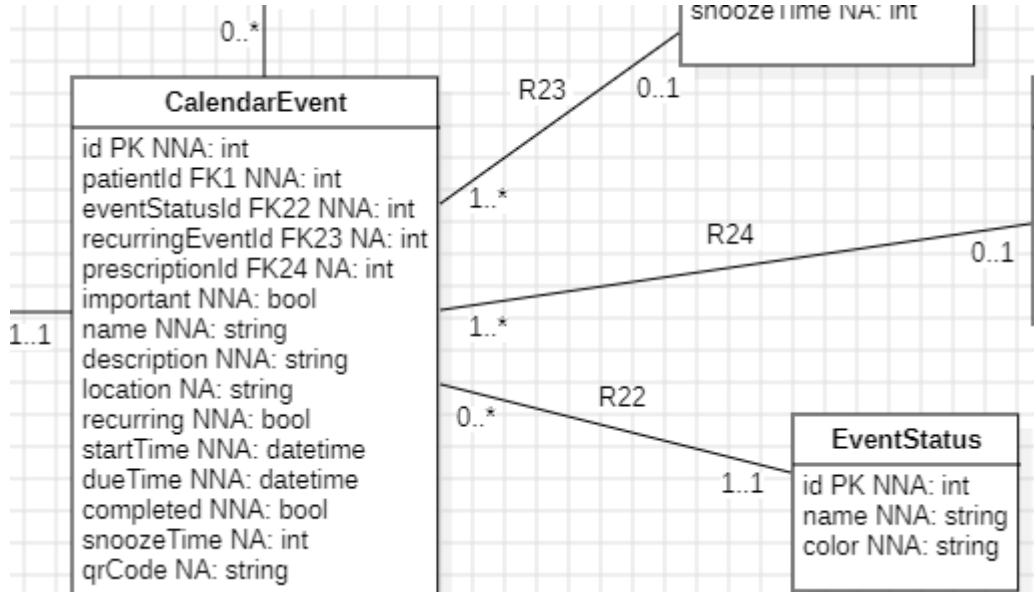 snoozeTime NA: int
0..*
CalendarEvent
R23
0..1
id PK NNA: int
patientId FK1 NNA: int
eventStatusId FK22 NNA: int
1..*
recurringEventId FK23 NA: int
R24
prescriptionId FK24 NA: int
0..1
important NNA: bool
1..1
name NNA: string
1..*
description NNA: string
location NA: string
R22
recurring NNA: bool
0..*
startTime NNA: datetime
EventStatus
dueTime NNA: datetime
1..1
id PK NNA: int
completed NNA: bool
name NNA: string
snoozeTime NA: int
color NNA: string
qrCode NA: string